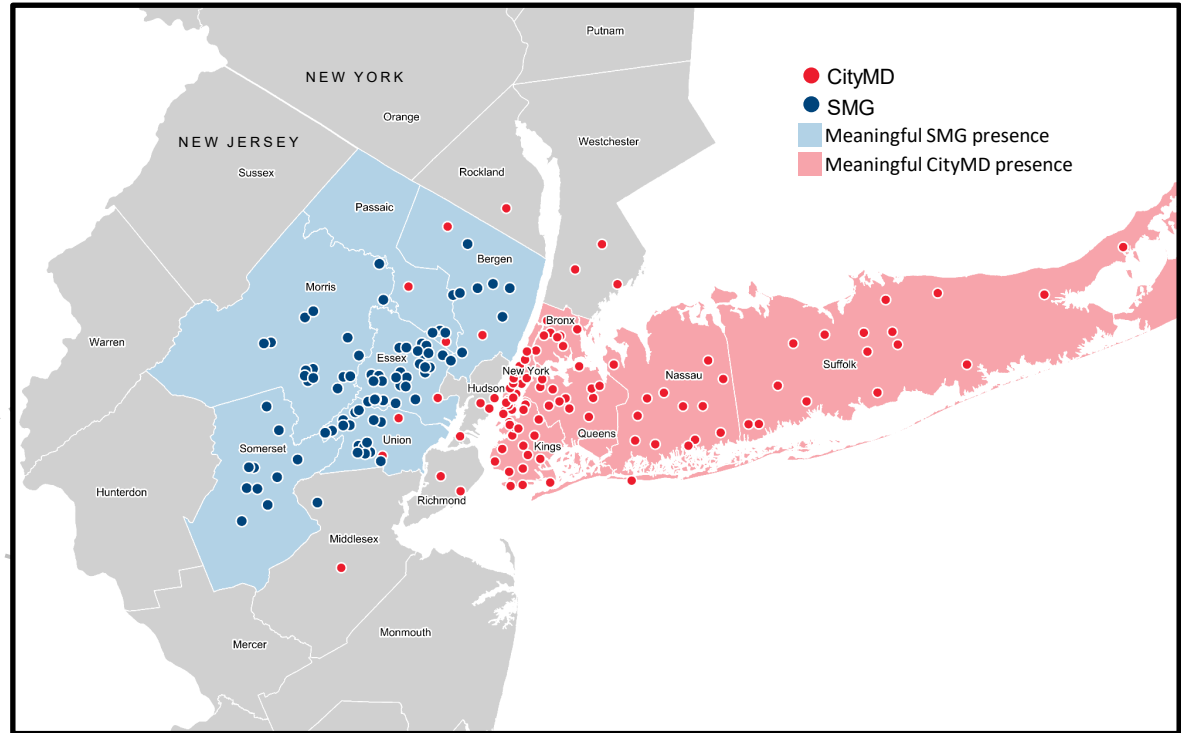 Putnam
NEW YORK
CityMD
SMG
Orange
Meaningful SMG presence
NEW JERSEY
Westchester
Meaningful CityMD presence
Sussex
Rockland
Passaic
Bergen
Morris
Bronx
Warren
Essex
New York
Suffolk
Nassau
Hudson
Queens
Union
Kings
Somerset
Hunterdon
Richmond
Middlesex
Monmouth
Mercer